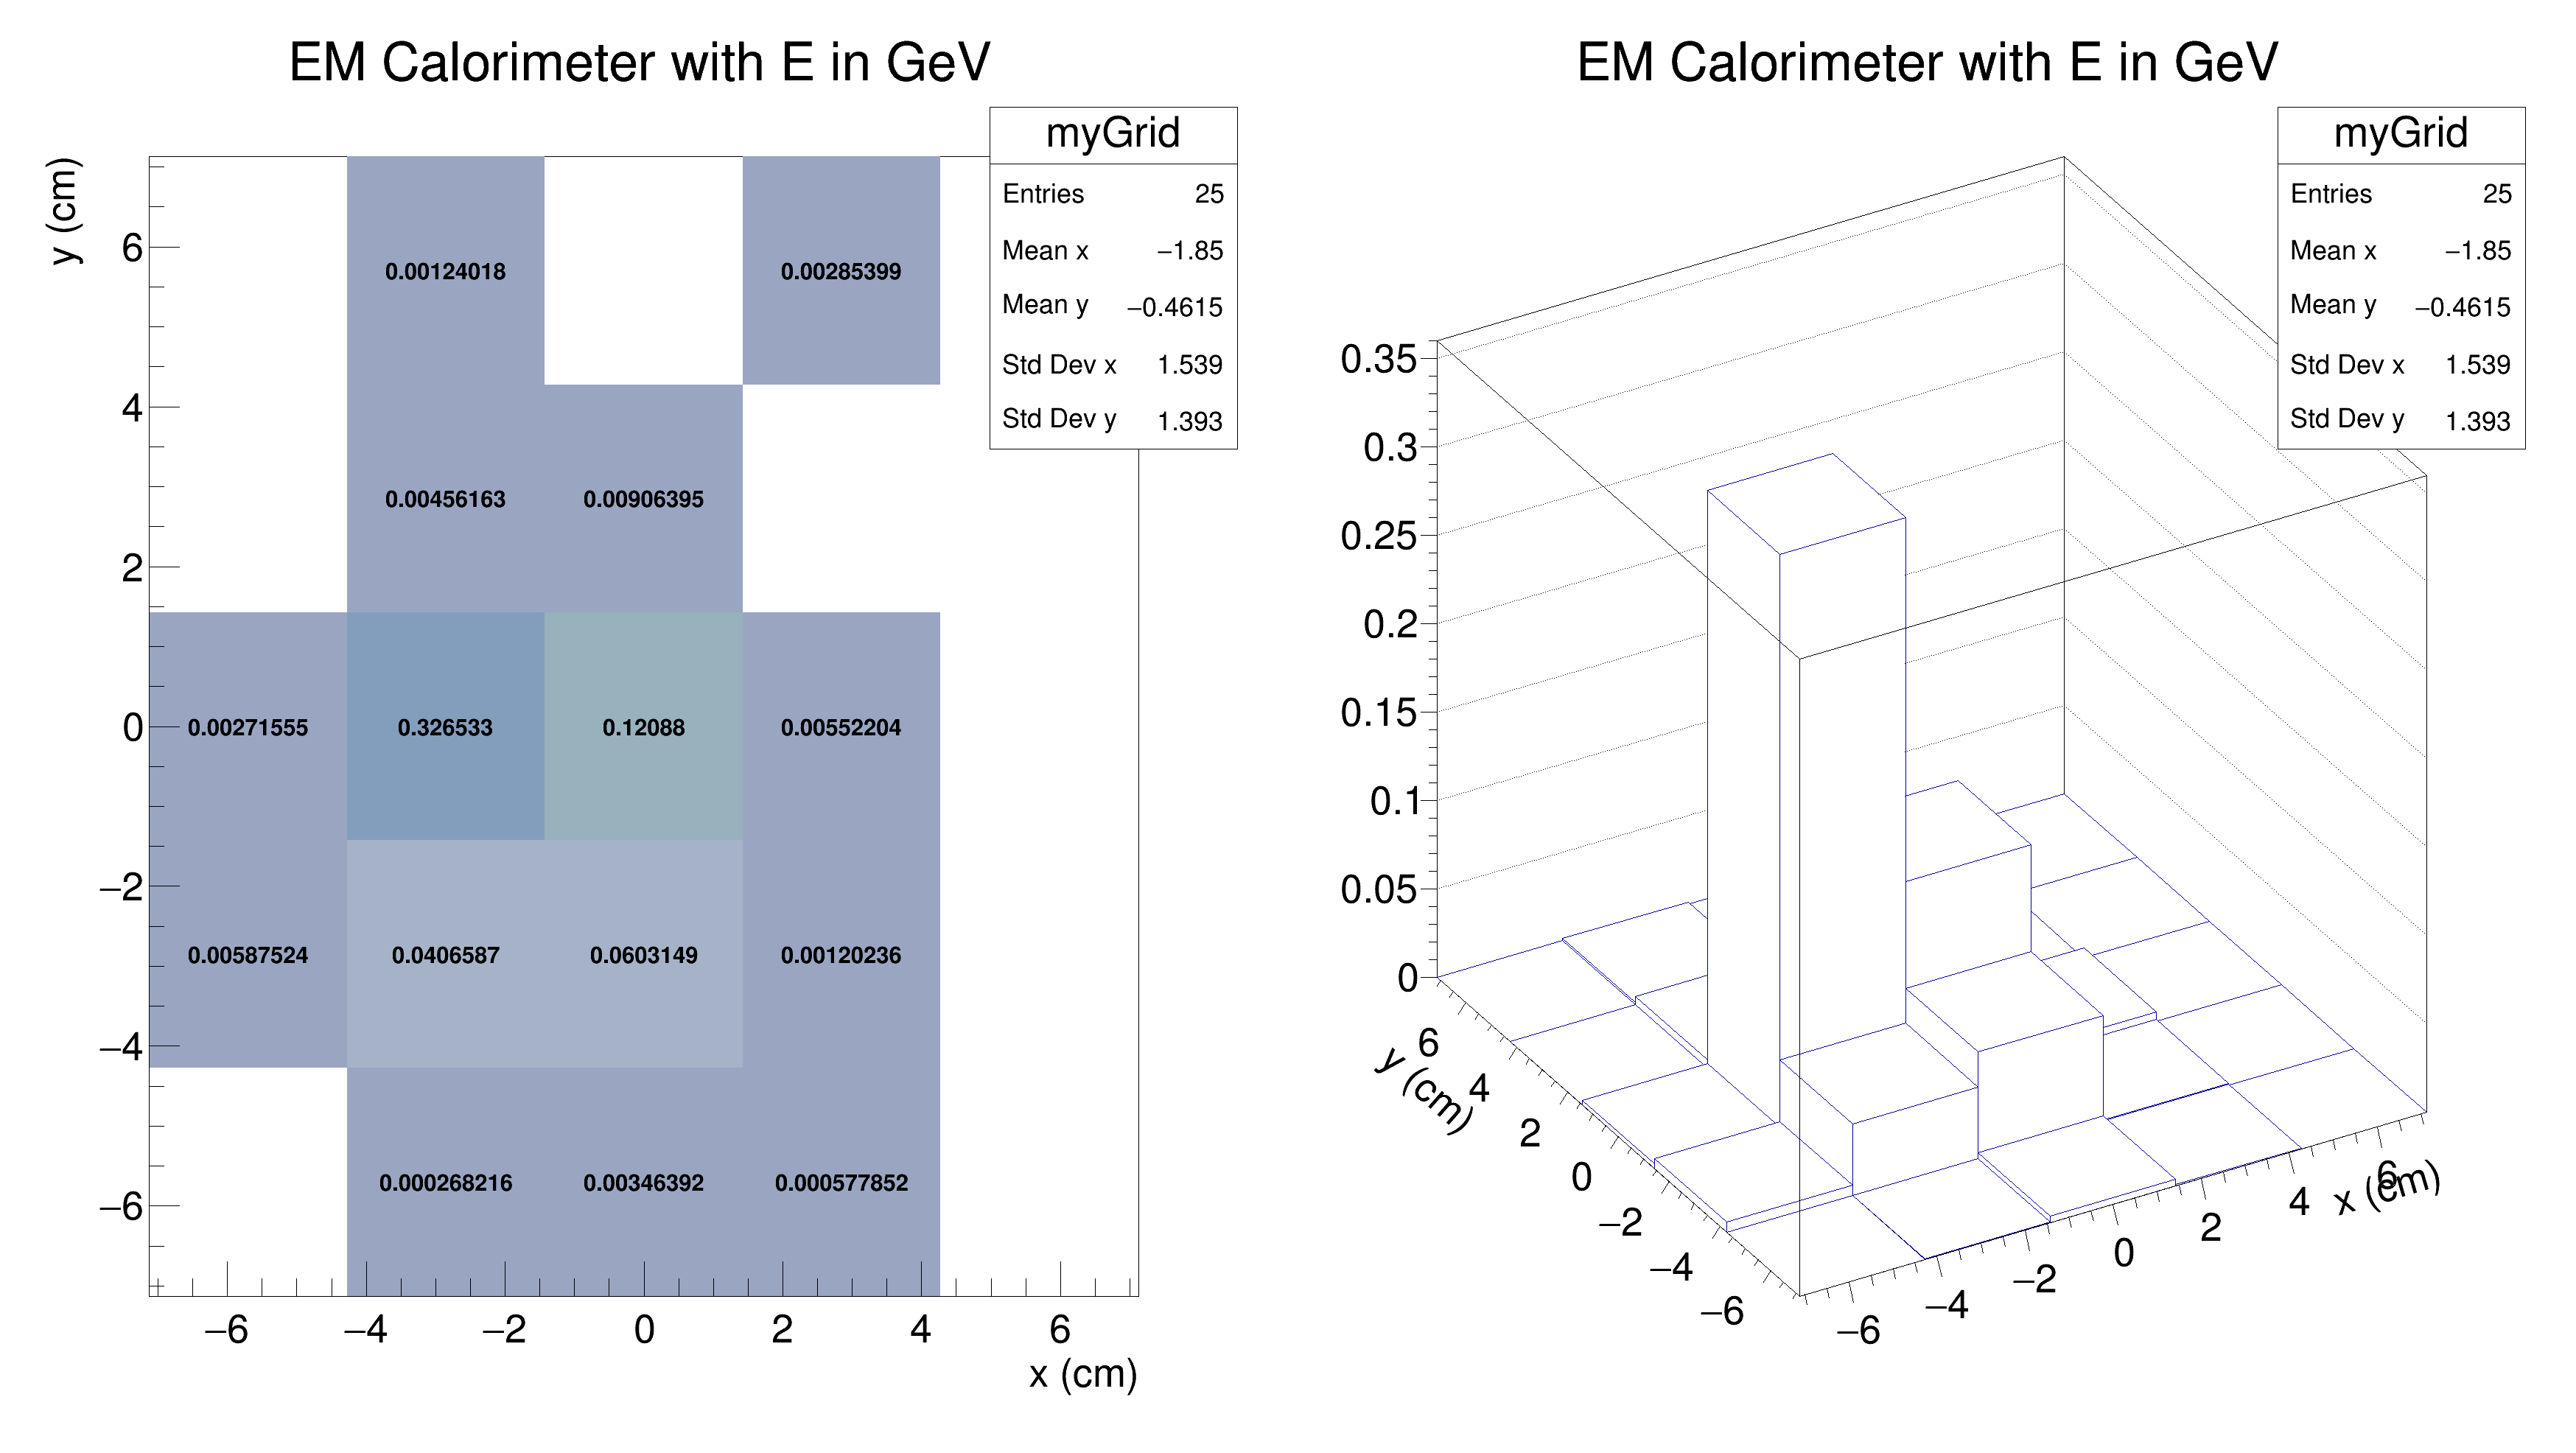 EM Calorimeter with E in GeV
myGrid
Entries 25
Mean x −1.85
Mean y −0.4615
Std Dev x 1.539
Std Dev y 1.393
y (cm)
6
4
2
0
−2
−4
−6
0.00124018 0.00285399
0.00456163 0.00906395
0.00271555 0.326533 0.12088 0.00552204
0.00587524 0.0406587 0.0603149 0.00120236
0.000268216 0.00346392 0.000577852
−6 −4 −2 0 2 4 6
x (cm)
EM Calorimeter with E in GeV
myGrid
Entries 25
Mean x −1.85
Mean y −0.4615
Std Dev x 1.539
Std Dev y 1.393
0.35
0.3
0.25
0.2
0.15
0.1
0.05
0
6
4
2
0
−2
−4
−6
y (cm)
−6
−4
−2
0
2
4
6
x (cm)